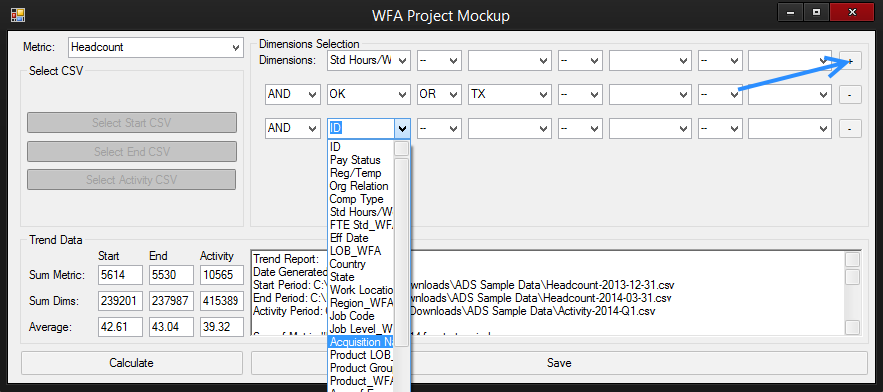 WFA Project Mockup
Metric: Headcount
Dimensions Selection
Dimensions: Std Hours/W -- -- -- +
Select CSV
AND OK OR TX -- -- -
Select Start CSV
AND ID -- -- -- -
Select End CSV
Select Activity CSV
ID
Pay Status
Reg/Temp
Org Relation
Comp Type
Std Hours/W
FTE Std_WF
Eff Date
LOB_WFA
Country
State
Work Locatio
Region_WFA
Job Code
Job Level_W
Acquisition N
Product LOB_
Product Grou
Product_WFA
Trend Data
Start End Activity
Sum Metric: 5614 5530 10565
Sum Dims: 239201 237987 415389
Average: 42.61 43.04 39.32
Trend Report:
Date Generated
Start Period: C:\ ownloads\ADS Sample Data\Headcount-2013-12-31.csv
End Period: C:\ wnloads\ADS Sample Data\Headcount-2014-03-31.csv
Activity Period: Downloads\ADS Sample Data\Activity-2014-Q1.csv
Calculate
Save